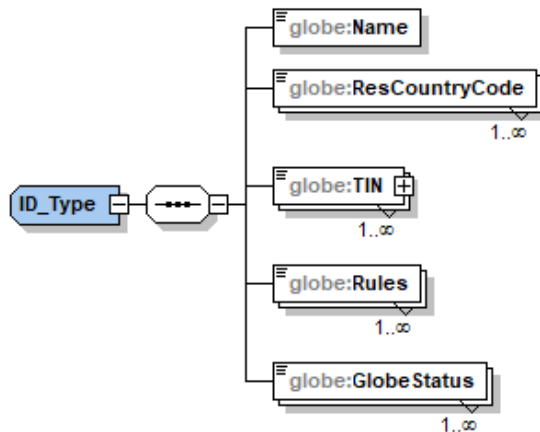 globe:Name
globe:ResCountryCode
1..∞
globe:TIN
1..∞
ID_Type
globe:Rules
1..∞
globe:GlobeStatus
1..∞